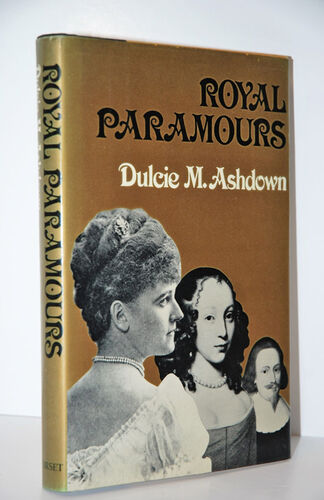 ROYAL
PARAMOURS
Dulcie M. Ashdown
ROYAL PARAMOURS